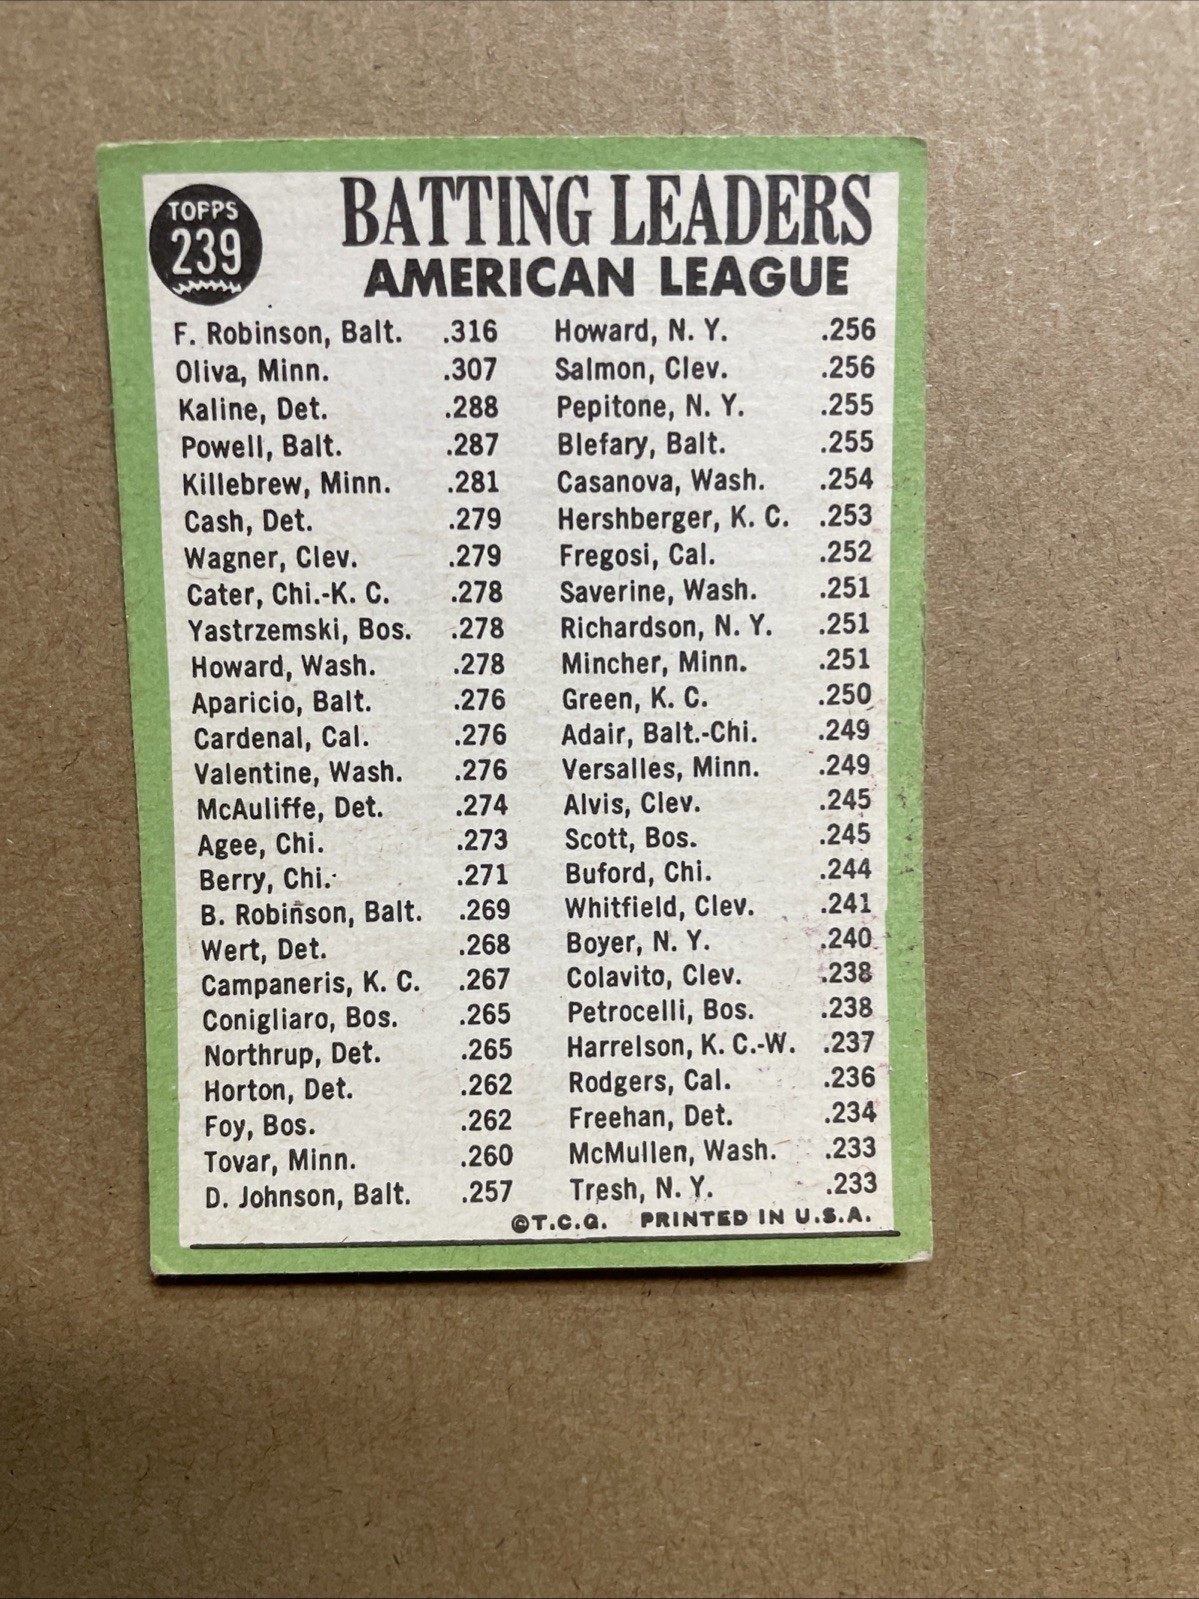 TOPPS
239
BATTING LEADERS
AMERICAN LEAGUE
F. Robinson, Balt. .316
Oliva, Minn. .307
Kaline, Det. .288
Powell, Balt. .287
Killebrew, Minn. .281
Cash, Det. .279
Wagner, Clev. .279
Cater, Chi.-K. C. .278
Yastrzemski, Bos. .278
Howard, Wash. .278
Aparicio, Balt. .276
Cardenal, Cal. .276
Valentine, Wash. .276
McAuliffe, Det. .274
Agee, Chi. .273
Berry, Chi. .271
B. Robinson, Balt. .269
Wert, Det. .268
Campaneris, K. C. .267
Conigliaro, Bos. .265
Northrup, Det. .265
Horton, Det. .262
Foy, Bos. .262
Tovar, Minn. .260
D. Johnson, Balt. .257
Howard, N. Y. .256
Salmon, Clev. .256
Pepitone, N. Y. .255
Blefary, Balt. .255
Casanova, Wash. .254
Hershberger, K. C. .253
Fregosi, Cal. .252
Saverine, Wash. .251
Richardson, N. Y. .251
Mincher, Minn. .251
Green, K. C. .250
Adair, Balt.-Chi. .249
Versalles, Minn. .249
Alvis, Clev. .245
Scott, Bos. .245
Buford, Chi. .244
Whitfield, Clev. .241
Boyer, N. Y. .240
Colavito, Clev. .238
Petrocelli, Bos. .238
Harrelson, K. C.-W. .237
Rodgers, Cal. .236
Freehan, Det. .234
McMullen, Wash. .233
Tresh, N. Y. .233
©T.C.G. PRINTED IN U.S.A.